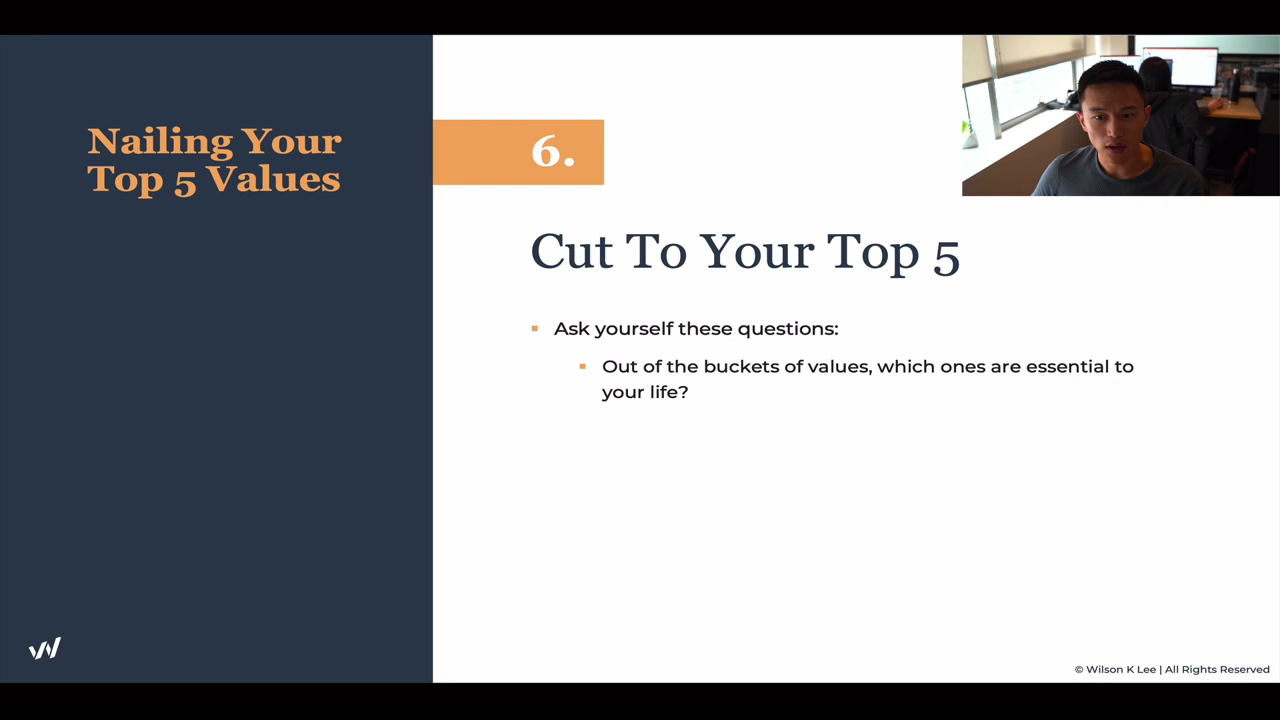 Nailing Your
Top 5 Values
6.
Cut To Your Top 5
Ask yourself these questions:
Out of the buckets of values, which ones are essential to
your life?
© Wilson K Lee | All Rights Reserved